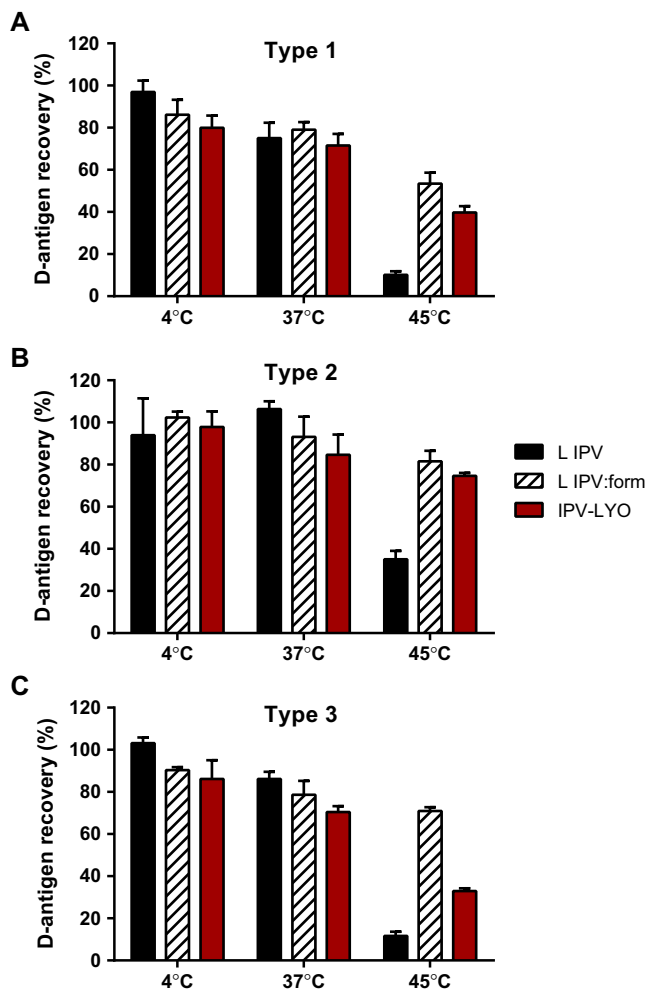 A
Type 1
D-antigen recovery (%)
120
100
80
60
40
20
0
4°C 37°C 45°C
B
Type 2
D-antigen recovery (%)
120
100
80
60
40
20
0
4°C 37°C 45°C
L IPV
L IPV:form
IPV-LYO
C
Type 3
D-antigen recovery (%)
120
100
80
60
40
20
0
4°C 37°C 45°C